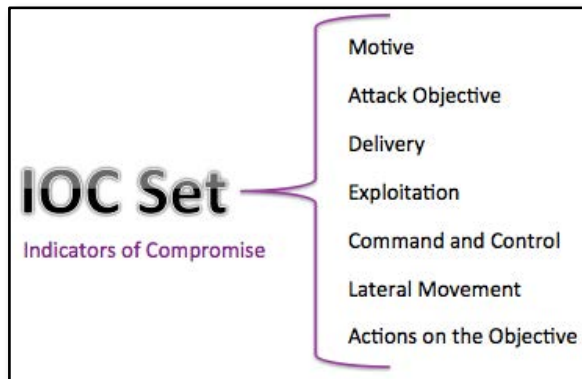 IOC Set
Indicators of Compromise
Motive
Attack Objective
Delivery
Exploitation
Command and Control
Lateral Movement
Actions on the Objective